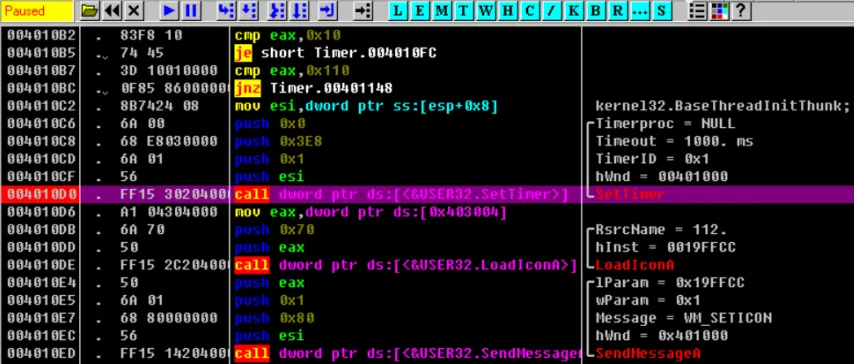 Paused L E M T W H C / K B R ... S ?
004010B2 . 83F8 10 cmp eax,0x10
004010B5 .⌄ 74 45 je short Timer.004010FC
004010B7 . 3D 10010000 cmp eax,0x110
004010BC .⌄ 0F85 86000000 jnz Timer.00401148
004010C2 . 8B7424 08 mov esi,dword ptr ss:[esp+0x8] kernel32.BaseThreadInitThunk;
004010C6 . 6A 00 push 0x0 Timerproc = NULL
004010C8 . 68 E8030000 push 0x3E8 Timeout = 1000. ms
004010CD . 6A 01 push 0x1 TimerID = 0x1
004010CF . 56 push esi hWnd = 00401000
004010D0 . FF15 30204000 call dword ptr ds:[<&USER32.SetTimer>] SetTimer
004010D6 . A1 04304000 mov eax,dword ptr ds:[0x403004]
004010DB . 6A 70 push 0x70 RsrcName = 112.
004010DD . 50 push eax hInst = 0019FFCC
004010DE . FF15 2C204000 call dword ptr ds:[<&USER32.LoadIconA>] LoadIconA
004010E4 . 50 push eax lParam = 0x19FFCC
004010E5 . 6A 01 push 0x1 wParam = 0x1
004010E7 . 68 80000000 push 0x80 Message = WM_SETICON
004010EC . 56 push esi hWnd = 0x401000
004010ED . FF15 14204000 call dword ptr ds:[<&USER32.SendMessage SendMessageA